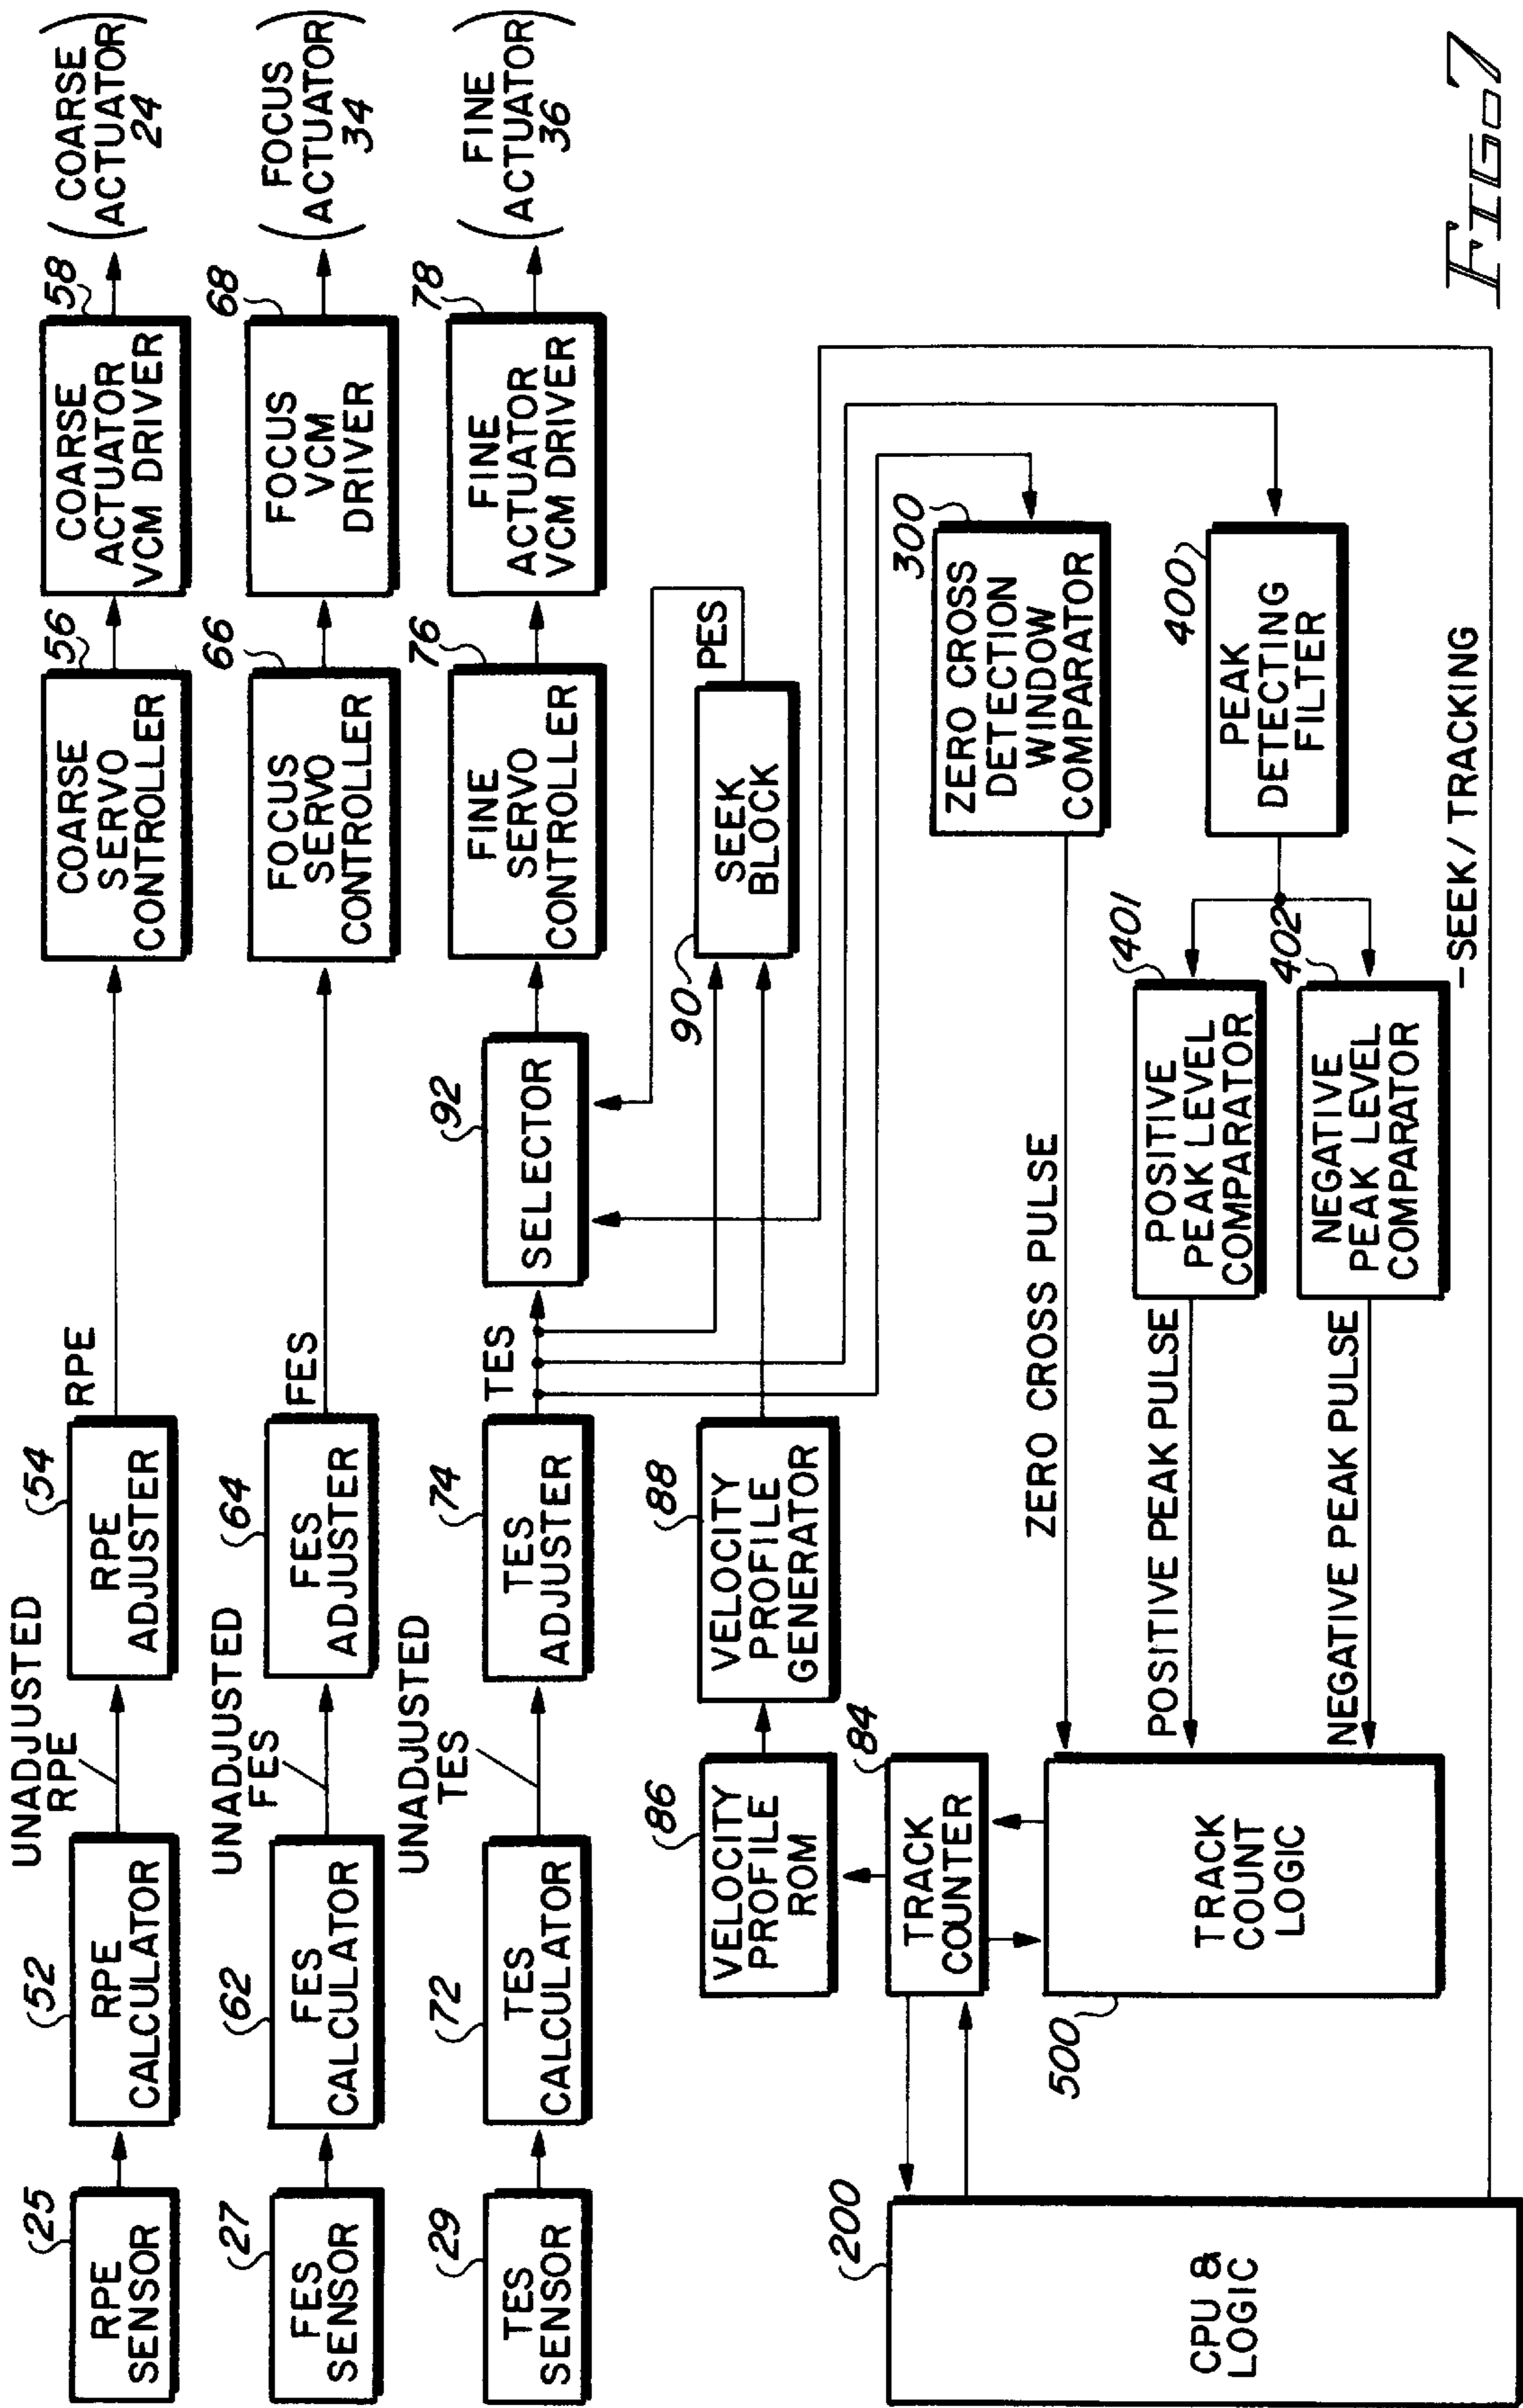 25
RPE
SENSOR
52
RPE
CALCULATOR
UNADJUSTED
RPE
54
RPE
ADJUSTER
RPE
56
COARSE
SERVO
CONTROLLER
58
COARSE
ACTUATOR
VCM DRIVER
(COARSE
ACTUATOR)
24
27
FES
SENSOR
62
FES
CALCULATOR
UNADJUSTED
FES
64
FES
ADJUSTER
FES
66
FOCUS
SERVO
CONTROLLER
68
FOCUS
VCM
DRIVER
(FOCUS
ACTUATOR)
34
29
TES
SENSOR
72
TES
CALCULATOR
UNADJUSTED
TES
74
TES
ADJUSTER
TES
92
SELECTOR
76
FINE
SERVO
CONTROLLER
78
FINE
ACTUATOR
VCM DRIVER
(FINE
ACTUATOR)
36
86
VELOCITY
PROFILE
ROM
88
VELOCITY
PROFILE
GENERATOR
90
SEEK
BLOCK
PES
84
TRACK
COUNTER
300
ZERO CROSS
DETECTION
WINDOW
COMPARATOR
ZERO CROSS PULSE
200
CPU &
LOGIC
500
TRACK
COUNT
LOGIC
POSITIVE PEAK PULSE
401
POSITIVE
PEAK LEVEL
COMPARATOR
400
PEAK
DETECTING
FILTER
NEGATIVE PEAK PULSE
402
NEGATIVE
PEAK LEVEL
COMPARATOR
-SEEK/TRACKING
FIG.7